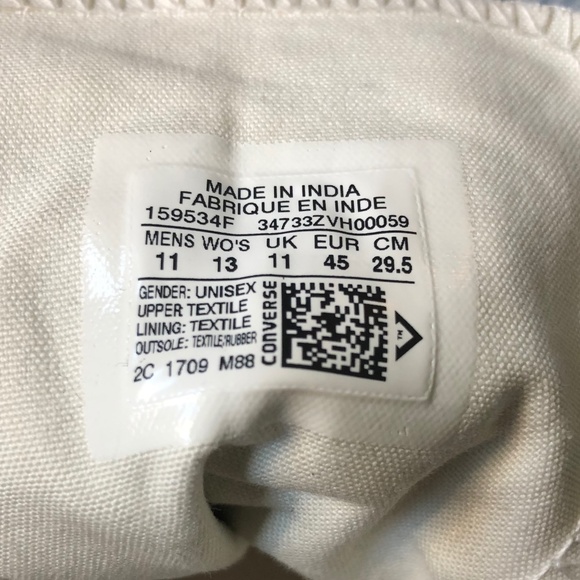 MADE IN INDIA
FABRIQUE EN INDE
159534F 34733ZVH00059
MENS WO'S UK EUR CM
11 13 11 45 29.5
GENDER: UNISEX
UPPER: TEXTILE
LINING: TEXTILE
OUTSOLE: TEXTILE/RUBBER
2C 1709 M88
CONVERSE
TM